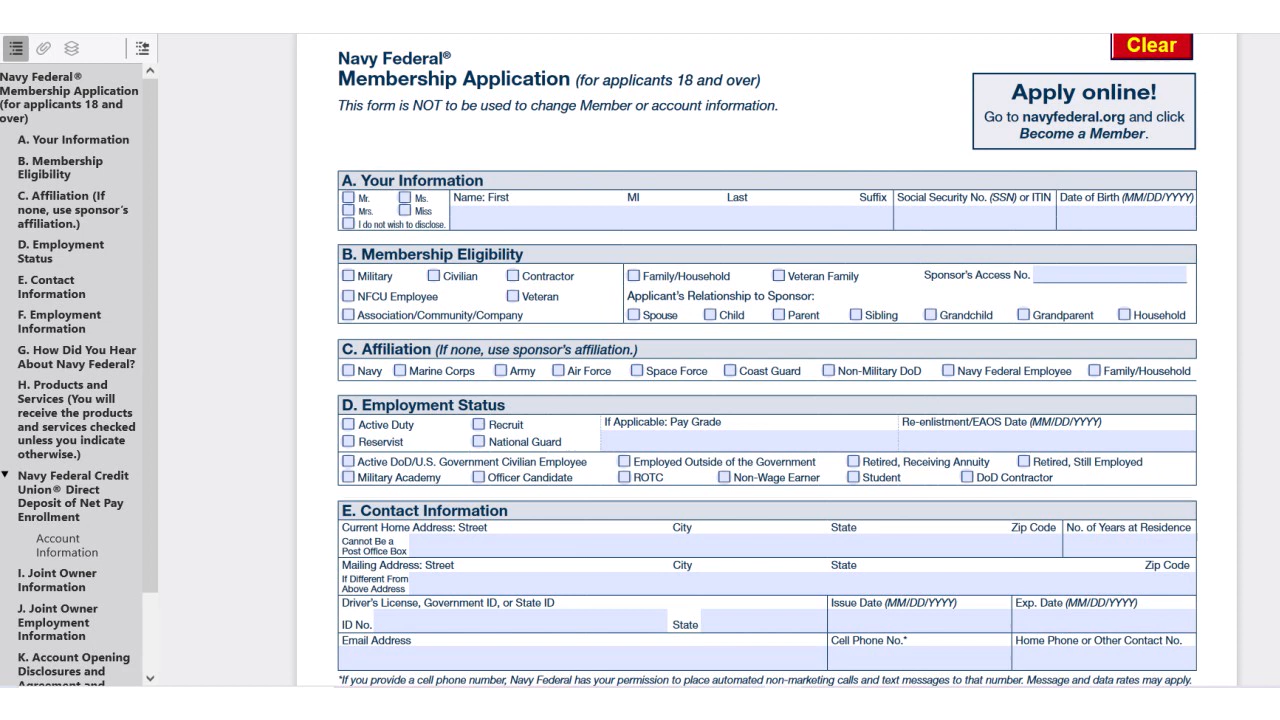 Navy Federal®
Membership Application
(for applicants 18 and
over)
A. Your Information
B. Membership
Eligibility
C. Affiliation (If
none, use sponsor's
affiliation.)
D. Employment
Status
E. Contact
Information
F. Employment
Information
G. How Did You Hear
About Navy Federal?
H. Products and
Services (You will
receive the products
and services checked
unless you indicate
otherwise.)
Navy Federal Credit
Union® Direct
Deposit of Net Pay
Enrollment
Account
Information
I. Joint Owner
Information
J. Joint Owner
Employment
Information
K. Account Opening
Disclosures and
Agreement and
Clear
Navy Federal®
Membership Application (for applicants 18 and over)
This form is NOT to be used to change Member or account information.
Apply online!
Go to navyfederal.org and click
Become a Member.
A. Your Information
Mr. Ms. Name: First MI Last Suffix Social Security No. (SSN) or ITIN Date of Birth (MM/DD/YYYY)
Mrs. Miss
I do not wish to disclose.
B. Membership Eligibility
Military Civilian Contractor Family/Household Veteran Family Sponsor's Access No.
NFCU Employee Veteran Applicant's Relationship to Sponsor:
Association/Community/Company Spouse Child Parent Sibling Grandchild Grandparent Household
C. Affiliation (If none, use sponsor's affiliation.)
Navy Marine Corps Army Air Force Space Force Coast Guard Non-Military DoD Navy Federal Employee Family/Household
D. Employment Status
Active Duty Recruit If Applicable: Pay Grade Re-enlistment/EAOS Date (MM/DD/YYYY)
Reservist National Guard
Active DoD/U.S. Government Civilian Employee Employed Outside of the Government Retired, Receiving Annuity Retired, Still Employed
Military Academy Officer Candidate ROTC Non-Wage Earner Student DoD Contractor
E. Contact Information
Current Home Address: Street City State Zip Code No. of Years at Residence
Cannot Be a
Post Office Box
Mailing Address: Street City State Zip Code
If Different From
Above Address
Driver's License, Government ID, or State ID Issue Date (MM/DD/YYYY) Exp. Date (MM/DD/YYYY)
ID No. State
Email Address Cell Phone No.* Home Phone or Other Contact No.
*If you provide a cell phone number, Navy Federal has your permission to place automated non-marketing calls and text messages to that number. Message and data rates may apply.